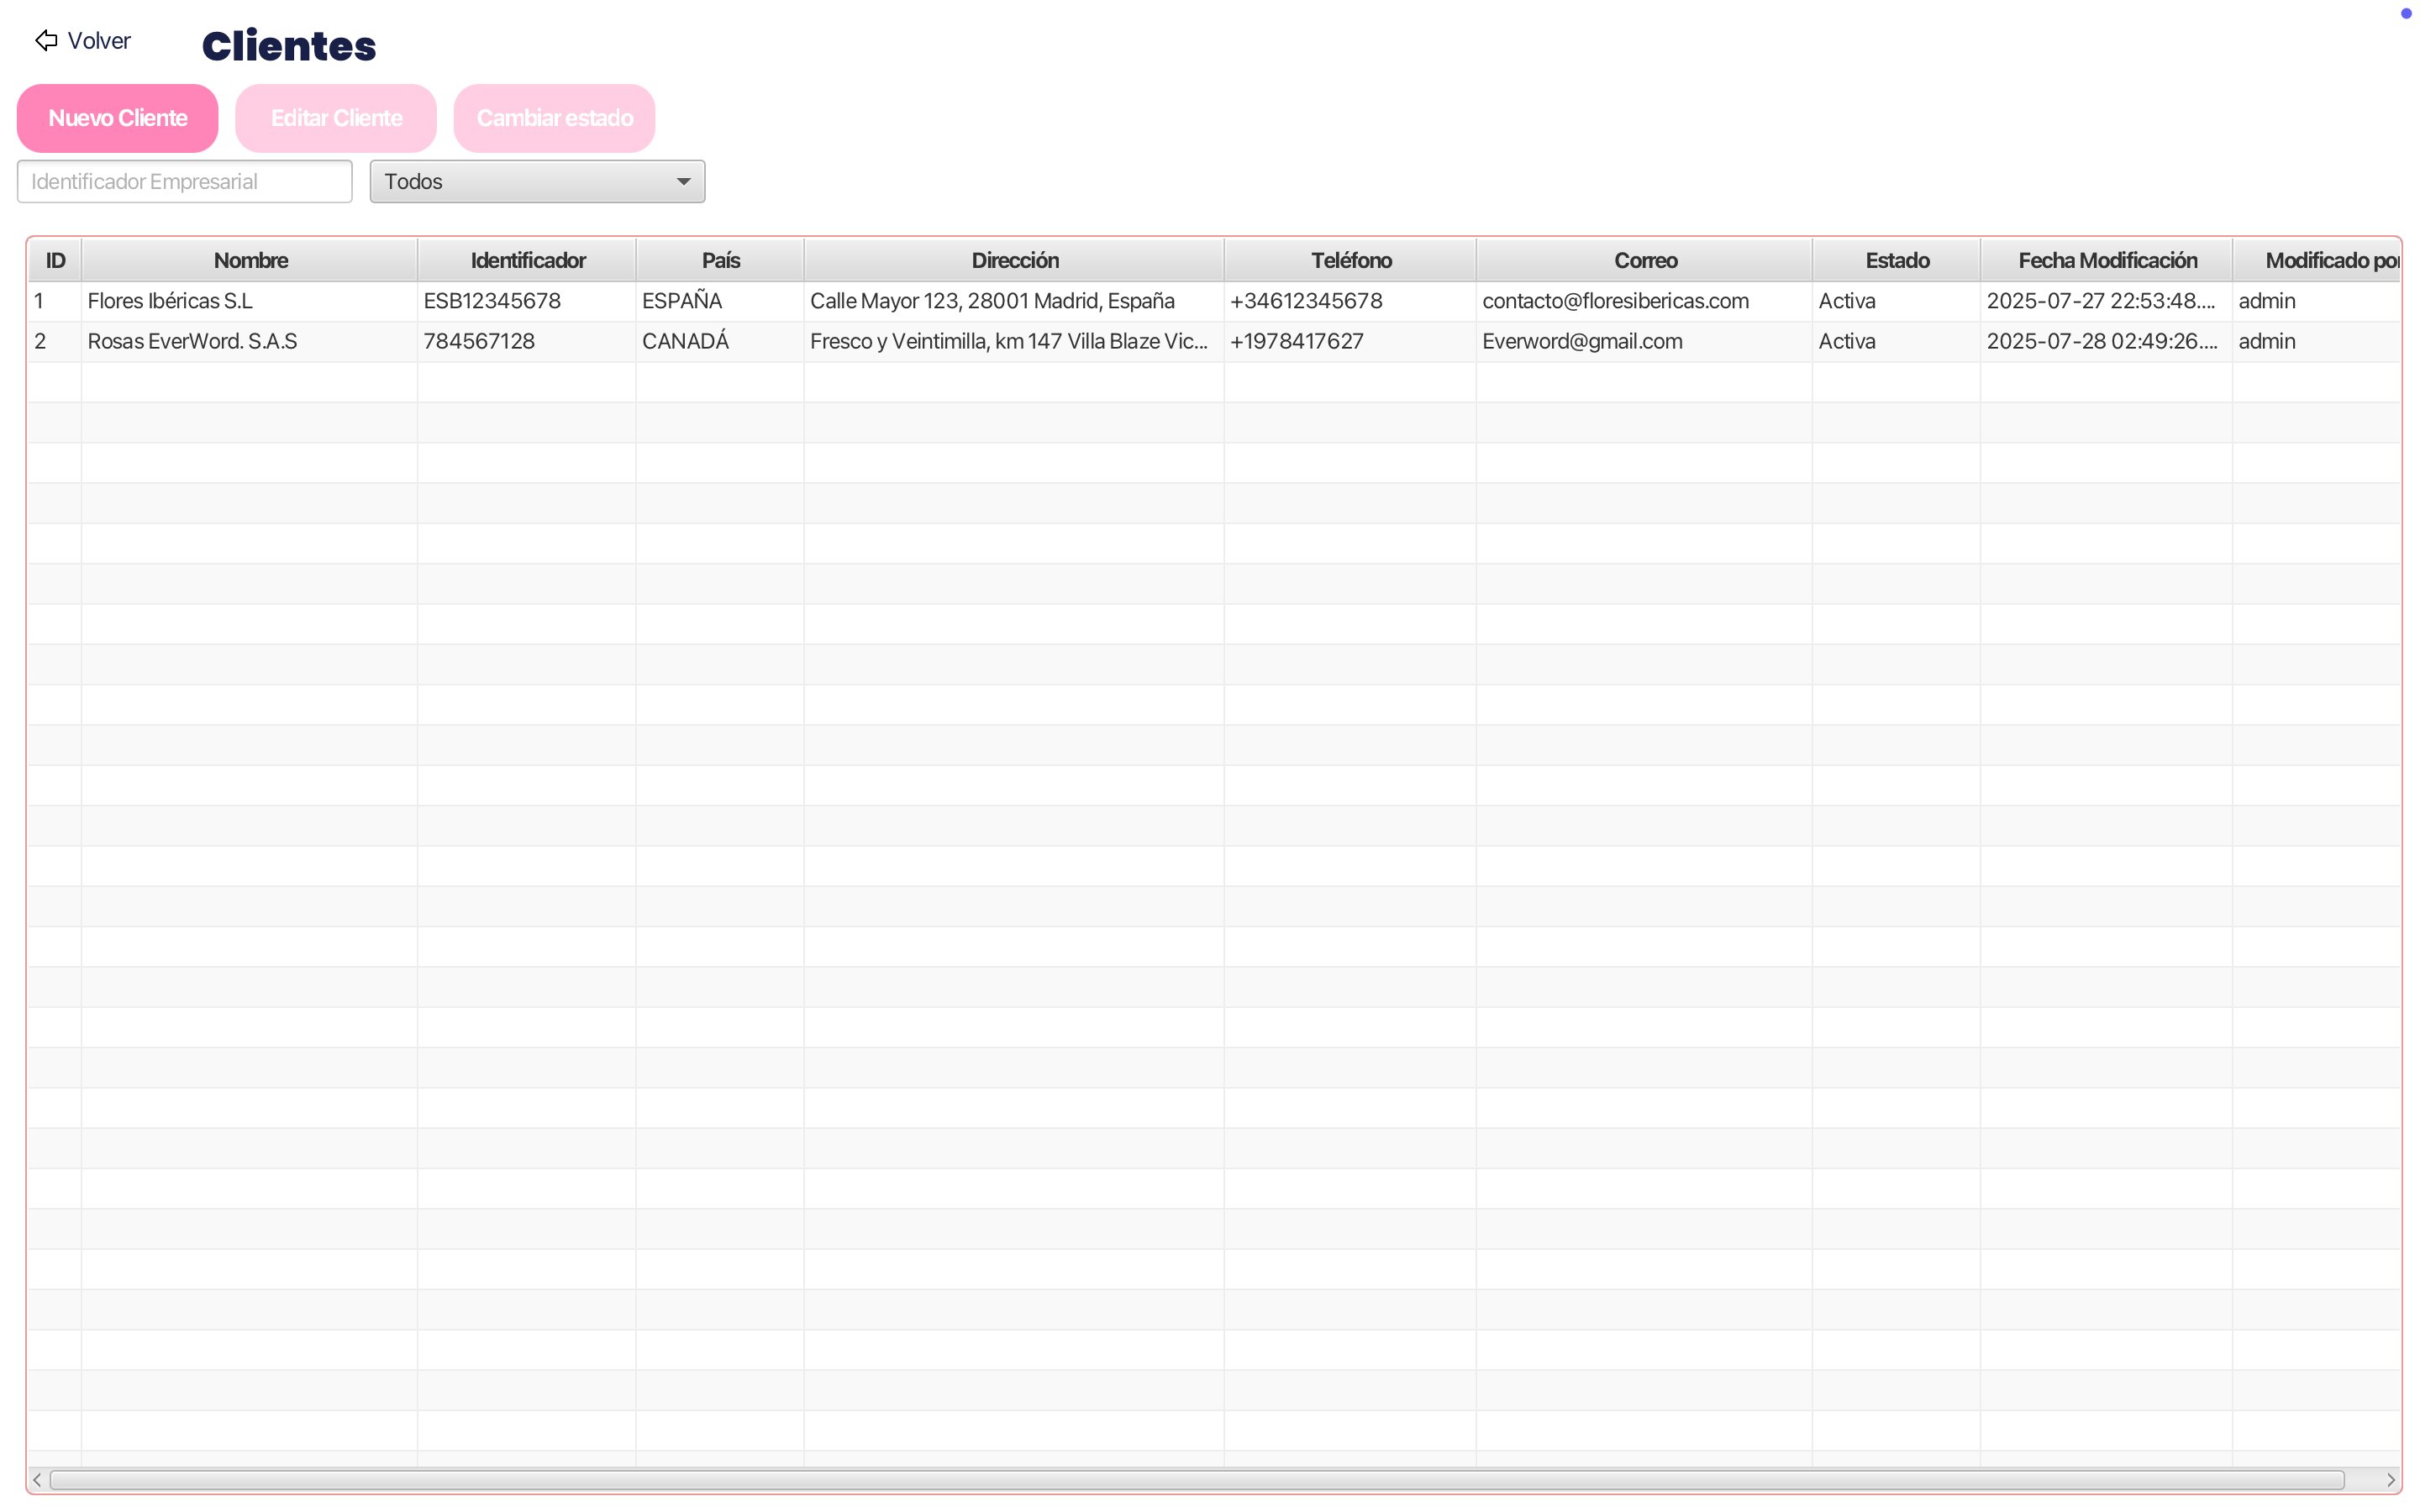 Volver
Clientes
Nuevo Cliente Editar Cliente Cambiar estado
Identificador Empresarial Todos
ID Nombre Identificador País Dirección Teléfono Correo Estado Fecha Modificación Modificado por
1 Flores Ibéricas S.L ESB12345678 ESPAÑA Calle Mayor 123, 28001 Madrid, España +34612345678 contacto@floresibericas.com Activa 2025-07-27 22:53:48.... admin
2 Rosas EverWord. S.A.S 784567128 CANADÁ Fresco y Veintimilla, km 147 Villa Blaze Vic... +1978417627 Everword@gmail.com Activa 2025-07-28 02:49:26.... admin